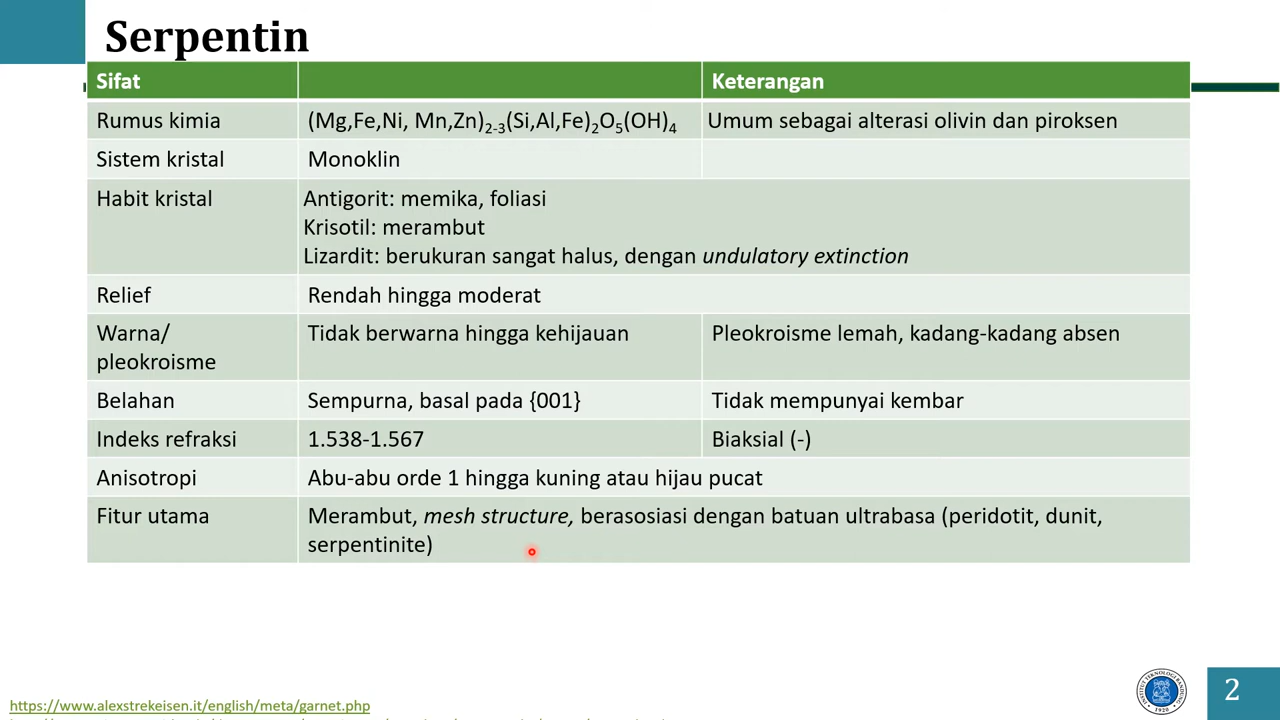 Serpentin
Sifat Keterangan
Rumus kimia (Mg,Fe,Ni, Mn,Zn)2-3(Si,Al,Fe)2O5(OH)4 Umum sebagai alterasi olivin dan piroksen
Sistem kristal Monoklin
Habit kristal Antigorit: memika, foliasi
Krisotil: merambut
Lizardit: berukuran sangat halus, dengan undulatory extinction
Relief Rendah hingga moderat
Warna/ Tidak berwarna hingga kehijauan Pleokroisme lemah, kadang-kadang absen
pleokroisme
Belahan Sempurna, basal pada {001} Tidak mempunyai kembar
Indeks refraksi 1.538-1.567 Biaksial (-)
Anisotropi Abu-abu orde 1 hingga kuning atau hijau pucat
Fitur utama Merambut, mesh structure, berasosiasi dengan batuan ultrabasa (peridotit, dunit,
serpentinite)
INSTITUT TEKNOLOGI BANDUNG
1920
2
https://www.alexstrekeisen.it/english/meta/garnet.php